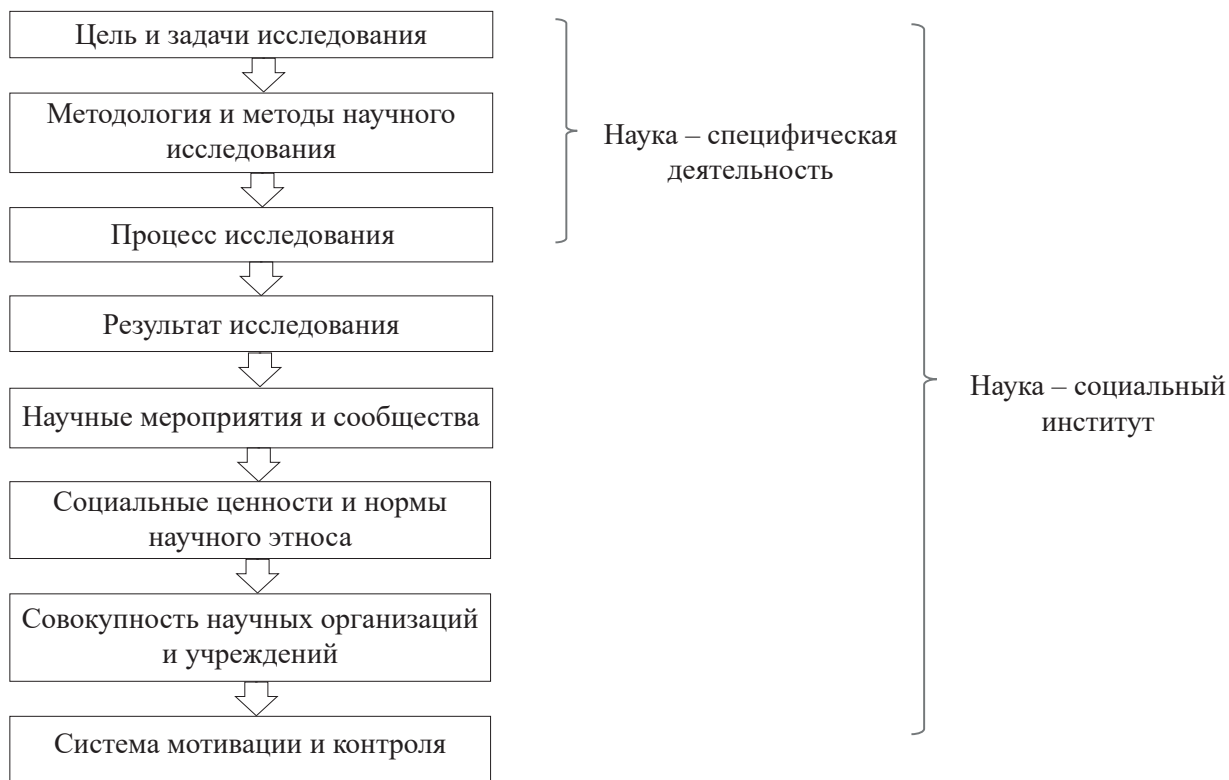 Цель и задачи исследования
Методология и методы научного
исследования
Процесс исследования
Результат исследования
Научные мероприятия и сообщества
Социальные ценности и нормы
научного этноса
Совокупность научных организаций
и учреждений
Система мотивации и контроля
Наука – специфическая
деятельность
Наука – социальный
институт